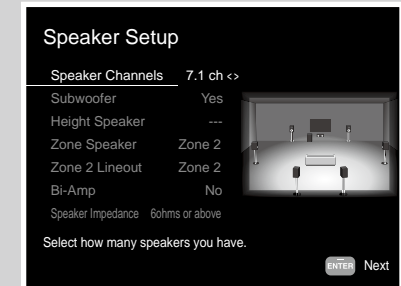 Speaker Setup
Speaker Channels 7.1 ch <>
Subwoofer Yes
Height Speaker ---
Zone Speaker Zone 2
Zone 2 Lineout Zone 2
Bi-Amp No
Speaker Impedance 6ohms or above
Select how many speakers you have.
ENTER Next